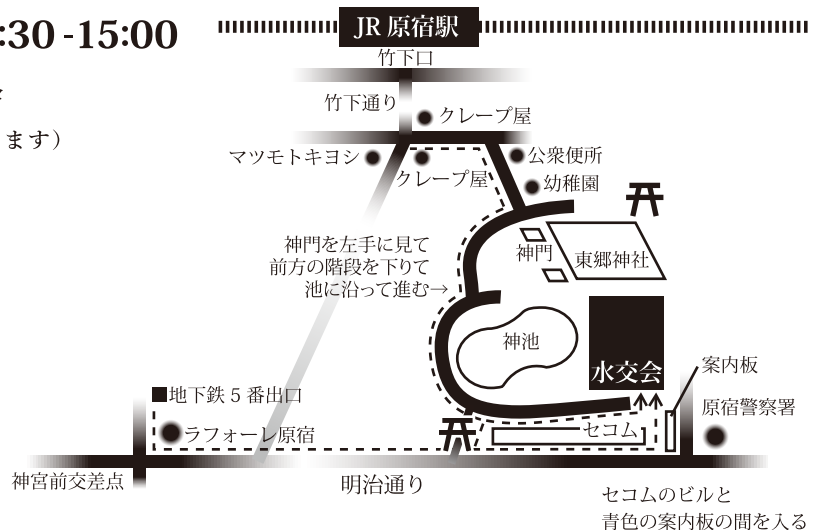 :30 -15:00
ます）
JR 原宿駅
竹下口
竹下通り
クレープ屋
マツモトキヨシ
クレープ屋
公衆便所
幼稚園
神門を左手に見て
前方の階段を下りて
池に沿って進む→
神門
東郷神社
神池
水交会
案内板
原宿警察署
■地下鉄 5 番出口
ラフォーレ原宿
セコム
神宮前交差点
明治通り
セコムのビルと
青色の案内板の間を入る